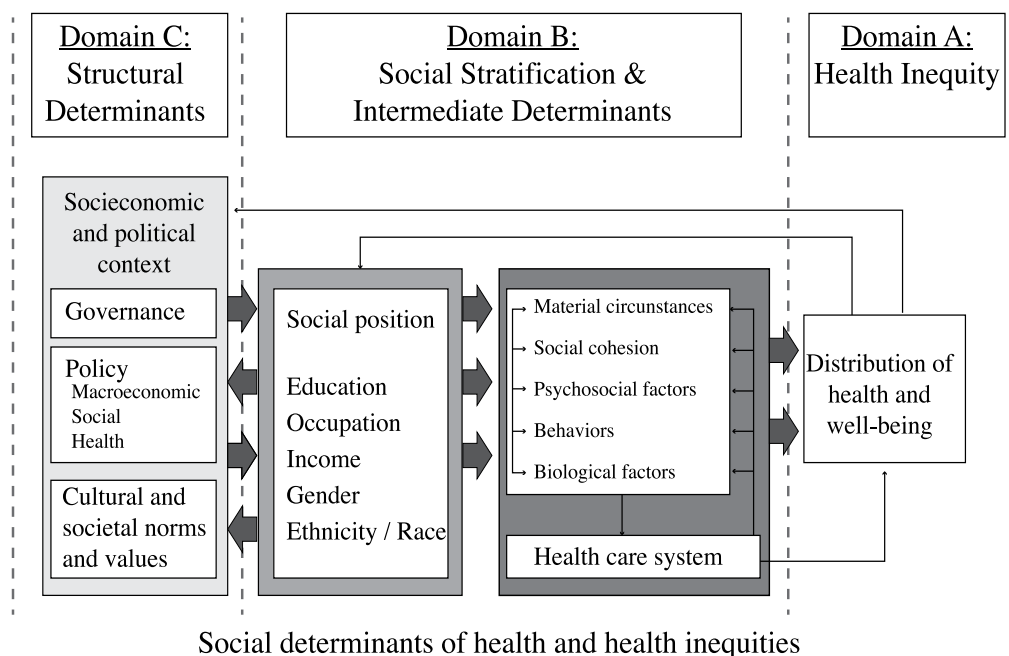 Domain C:
Structural
Determinants
Domain B:
Social Stratification &
Intermediate Determinants
Domain A:
Health Inequity
Socieconomic
and political
context
Governance
Policy
Macroeconomic
Social
Health
Cultural and
societal norms
and values
Social position
Education
Occupation
Income
Gender
Ethnicity / Race
Material circunstances
Social cohesion
Psychosocial factors
Behaviors
Biological factors
Health care system
Distribution of
health and
well-being
Social determinants of health and health inequities